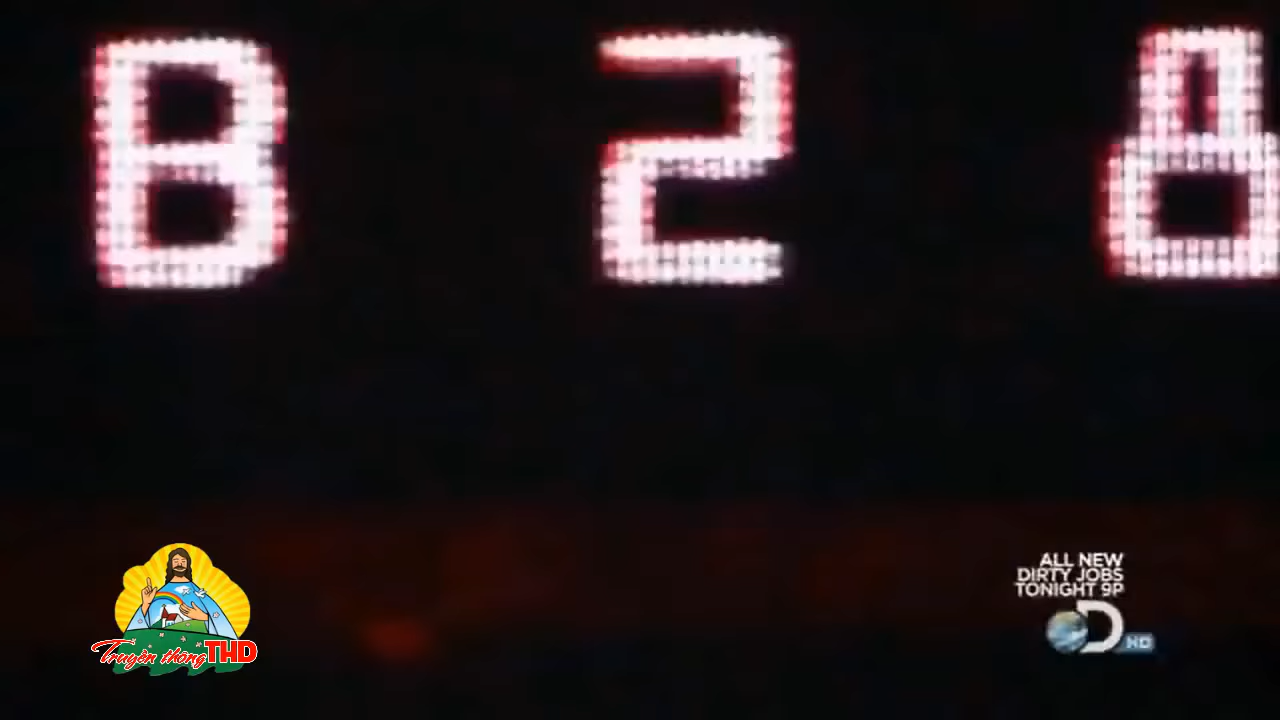 B 2 8
ALL NEW
DIRTY JOBS
TONIGHT 9P
D HD
Truyền thông THD